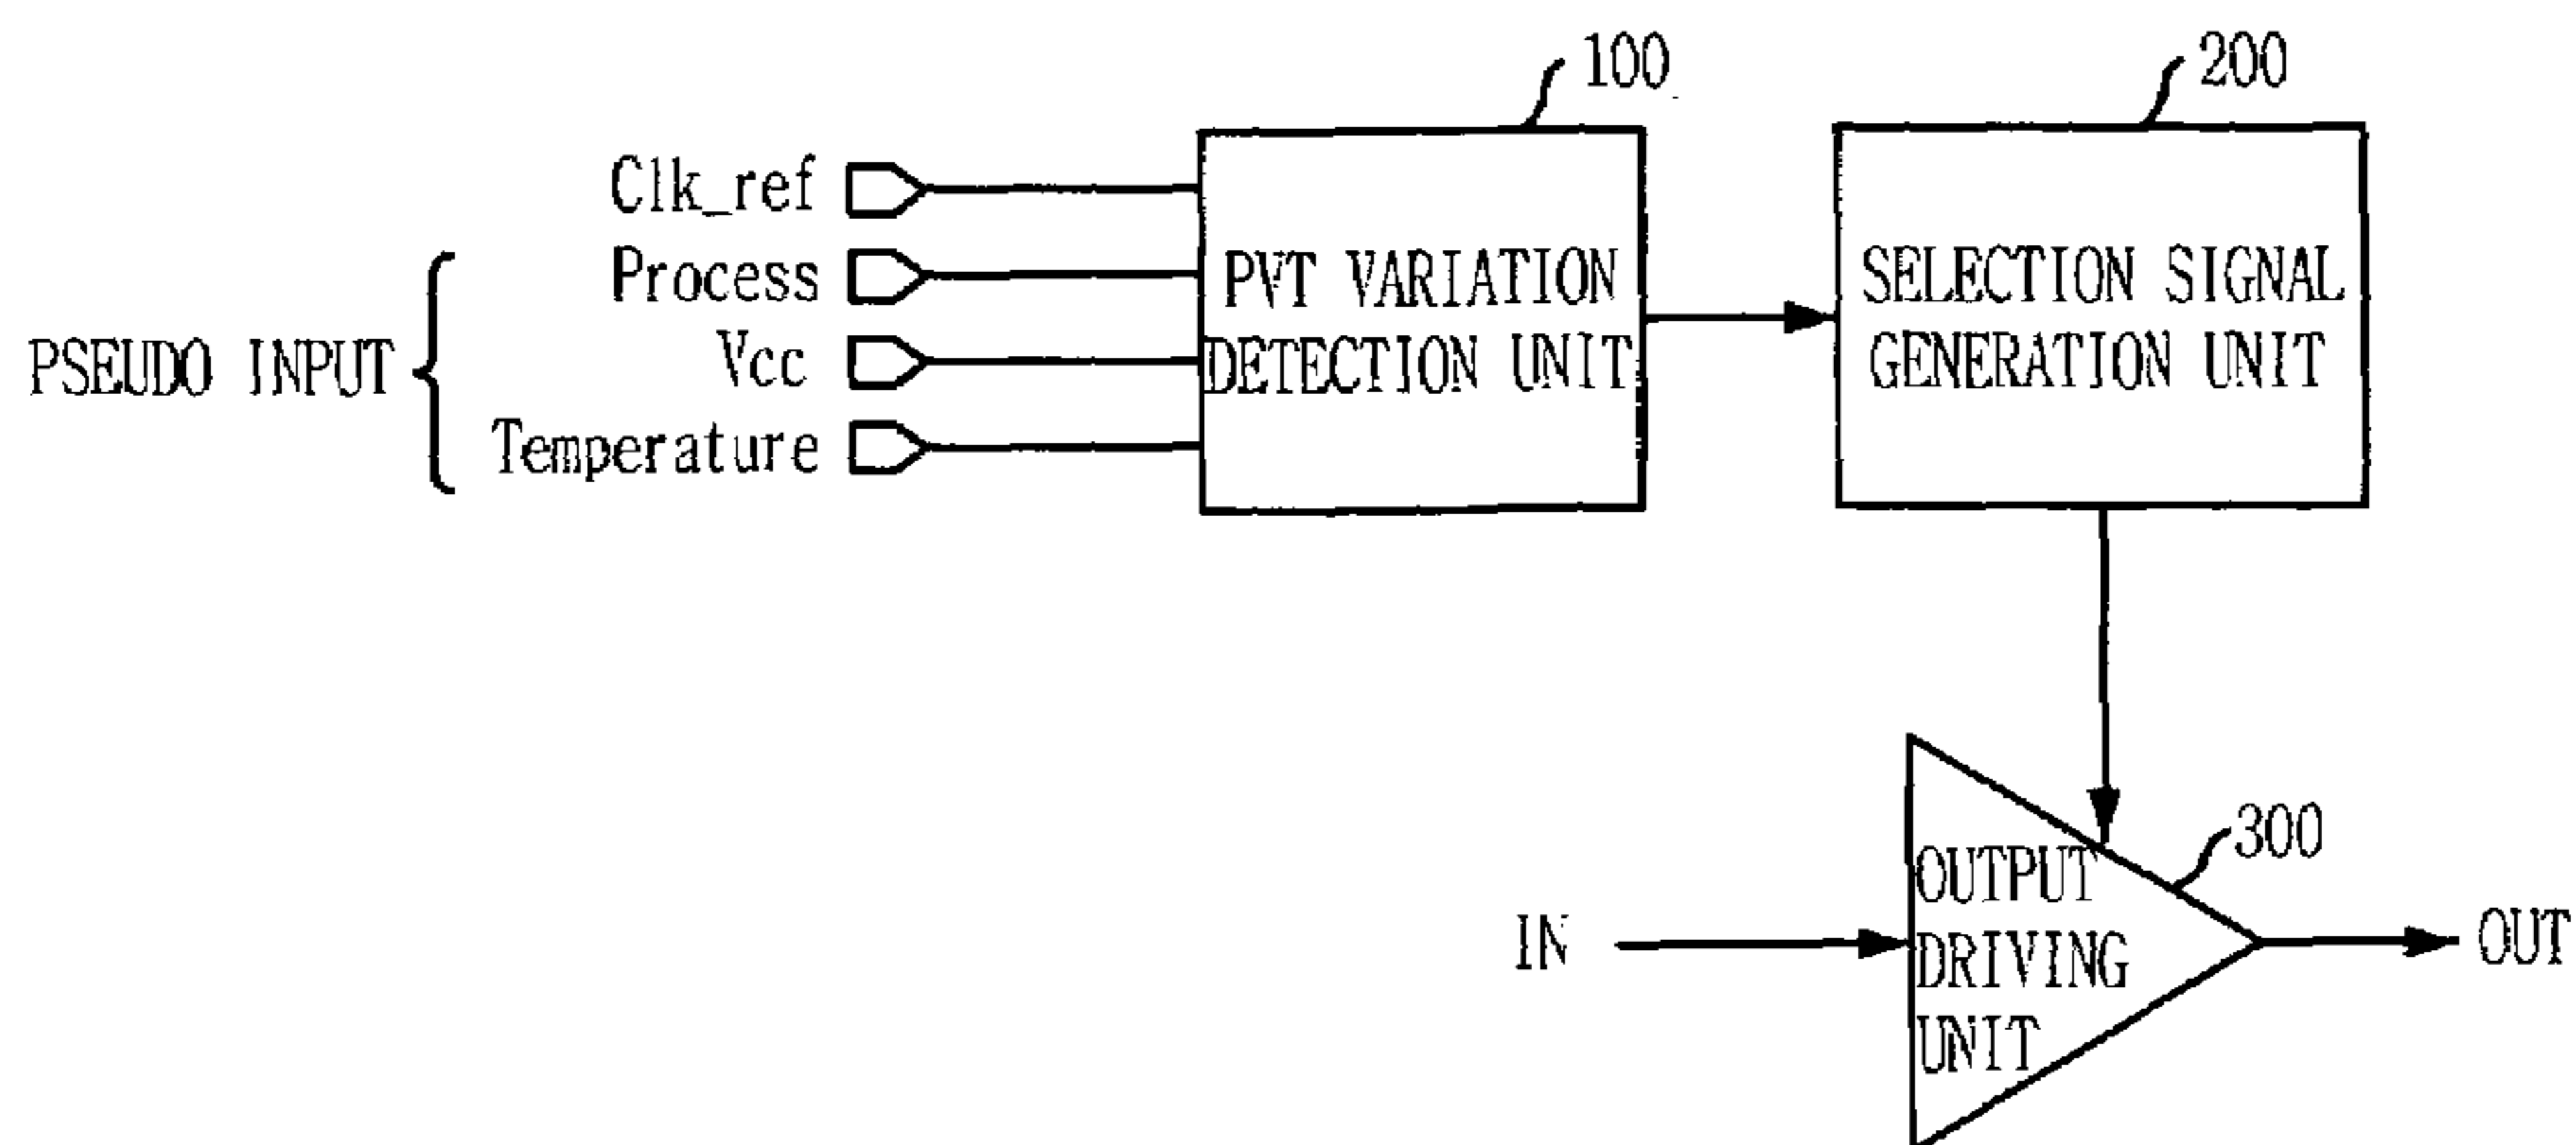 100
200
Clk_ref
Process
Vcc
Temperature
PSEUDO INPUT
PVT VARIATION
DETECTION UNIT
SELECTION SIGNAL
GENERATION UNIT
300
OUTPUT
DRIVING
UNIT
IN
OUT